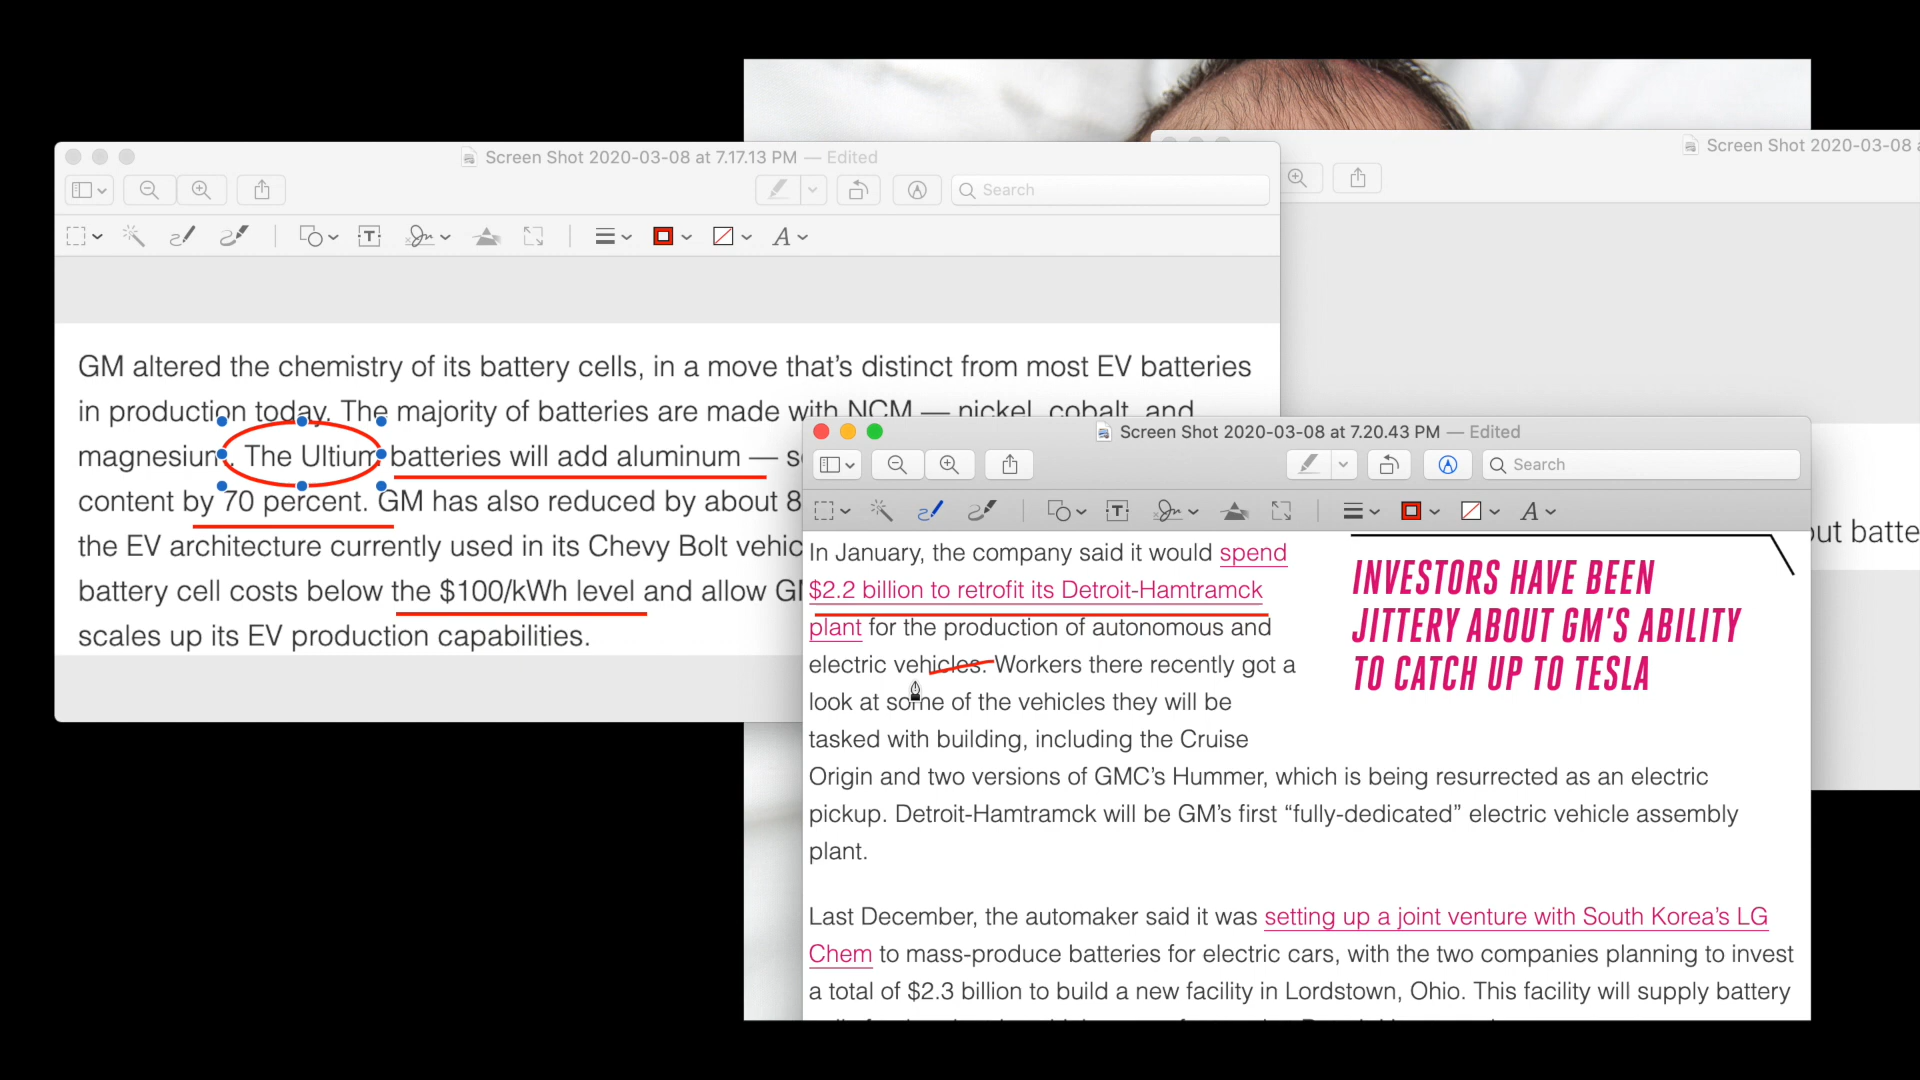 Screen Shot 2020-03-08 at 7.17.13 PM — Edited
Search
GM altered the chemistry of its battery cells, in a move that’s distinct from most EV batteries
in production today. The majority of batteries are made with NCM — nickel, cobalt, and
magnesium. The Ultium batteries will add aluminum —
content by 70 percent. GM has also reduced by about 8
the EV architecture currently used in its Chevy Bolt
battery cell costs below the $100/kWh level and allow
scales up its EV production capabilities.
Screen Shot 2020-03-08
batte
Screen Shot 2020-03-08 at 7.20.43 PM — Edited
Search
In January, the company said it would spend
$2.2 billion to retrofit its Detroit-Hamtramck
plant for the production of autonomous and
electric vehicles. Workers there recently got a
look at some of the vehicles they will be
tasked with building, including the Cruise
Origin and two versions of GMC’s Hummer, which is being resurrected as an electric
pickup. Detroit-Hamtramck will be GM’s first “fully-dedicated” electric vehicle assembly
plant.
INVESTORS HAVE BEEN
JITTERY ABOUT GM'S ABILITY
TO CATCH UP TO TESLA
Last December, the automaker said it was setting up a joint venture with South Korea’s LG
Chem to mass-produce batteries for electric cars, with the two companies planning to invest
a total of $2.3 billion to build a new facility in Lordstown, Ohio. This facility will supply battery